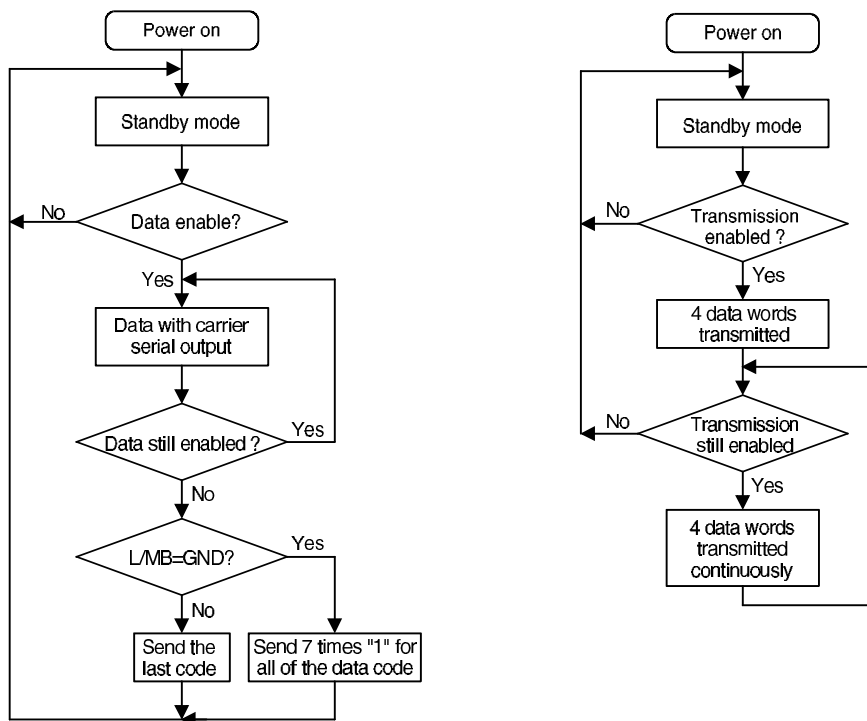 Power on
Standby mode
Data enable?
No
Yes
Data with carrier
serial output
Data still enabled ?
Yes
No
L/MB=GND?
Yes
No
Send the
last code
Send 7 times "1" for
all of the data code
Power on
Standby mode
Transmission
enabled ?
No
Yes
4 data words
transmitted
Transmission
still enabled
No
Yes
4 data words
transmitted
continuously